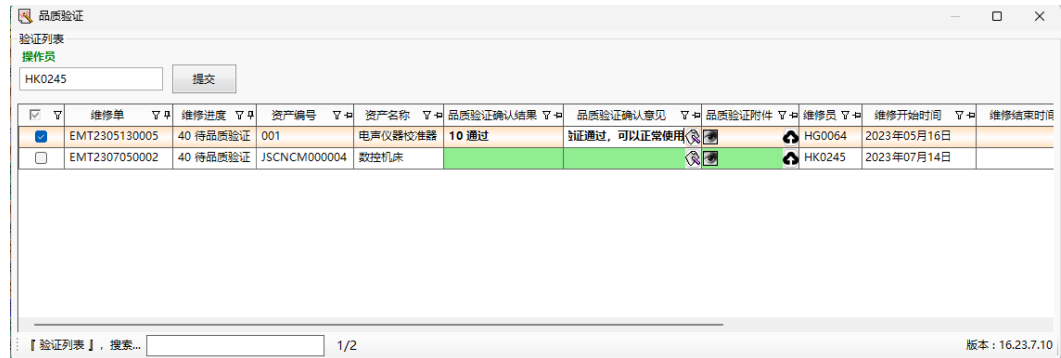 品质验证
验证列表
操作员
HK0245 提交
维修单 维修进度 资产编号 资产名称 品质验证确认结果 品质验证确认意见 品质验证附件 维修员 维修开始时间 维修结束时间
EMT2305130005 40 待品质验证 001 电声仪器校准器 10 通过 证通过，可以正常使用 HG0064 2023年05月16日
EMT2307050002 40 待品质验证 JSCNCM000004 数控机床 HK0245 2023年07月14日
『 验证列表 』, 搜索... 1/2 版本 : 16.23.7.10